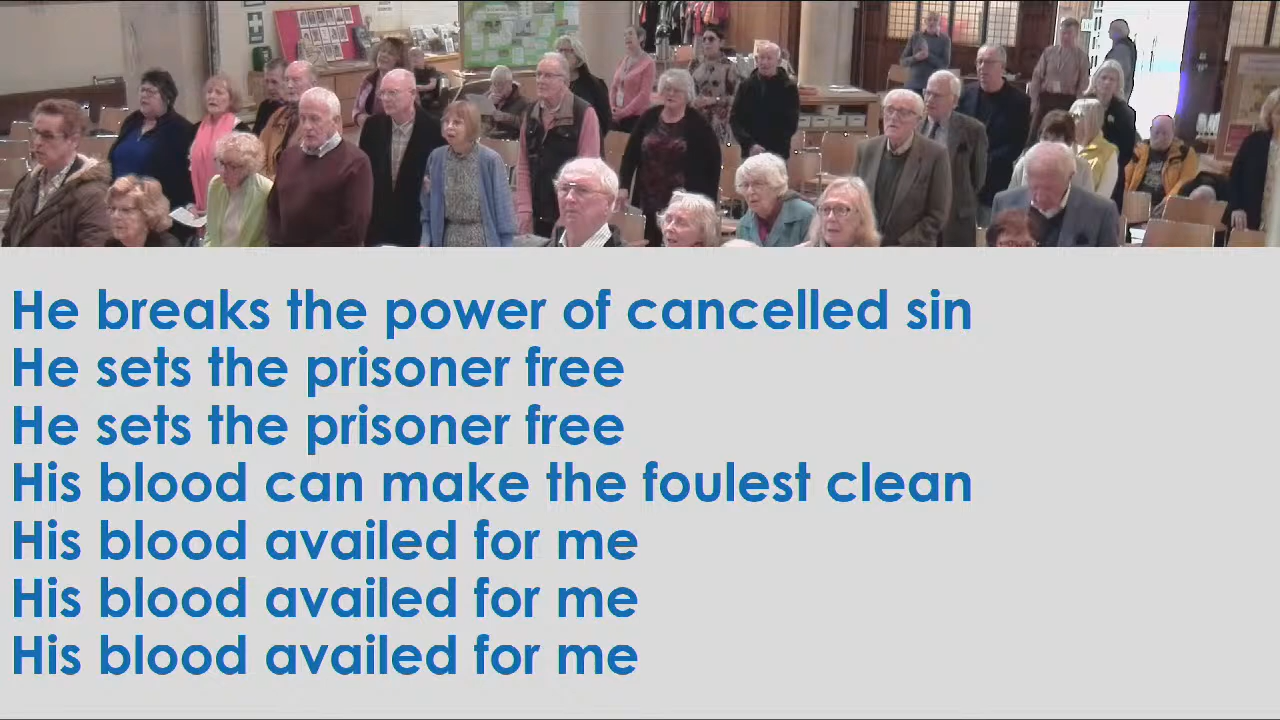 He breaks the power of cancelled sin
He sets the prisoner free
He sets the prisoner free
His blood can make the foulest clean
His blood availed for me
His blood availed for me
His blood availed for me